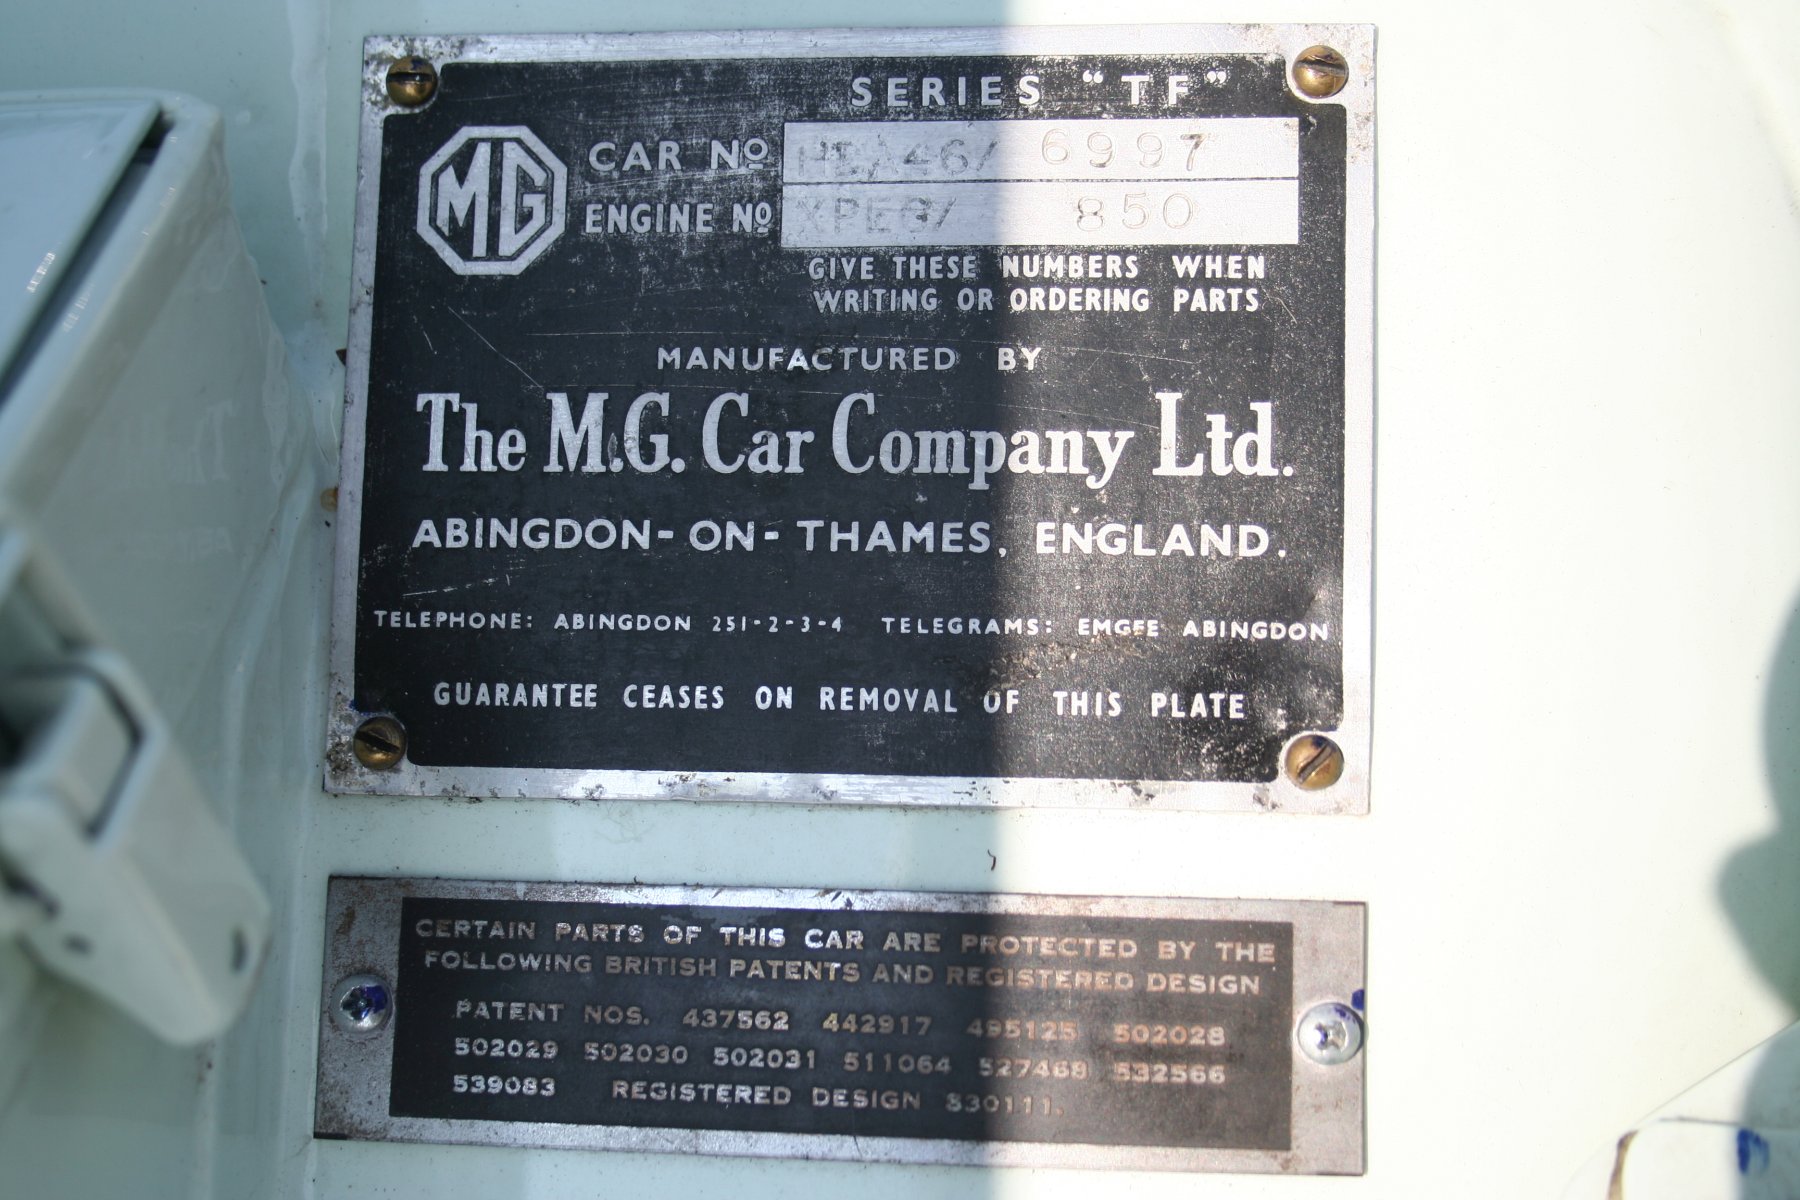 SERIES "TF"
MG
CAR Nº HDA46/ 6997
ENGINE Nº XPEG/ 850
GIVE THESE NUMBERS WHEN
WRITING OR ORDERING PARTS
MANUFACTURED BY
The M.G. Car Company Ltd.
ABINGDON-ON-THAMES, ENGLAND.
TELEPHONE: ABINGDON 251-2-3-4 TELEGRAMS: EMGEE ABINGDON
GUARANTEE CEASES ON REMOVAL OF THIS PLATE
CERTAIN PARTS OF THIS CAR ARE PROTECTED BY THE
FOLLOWING BRITISH PATENTS AND REGISTERED DESIGN
PATENT NOS. 437562 442917 495125 502028
502029 502030 502031 511064 527468 532566
539083 REGISTERED DESIGN 830111.